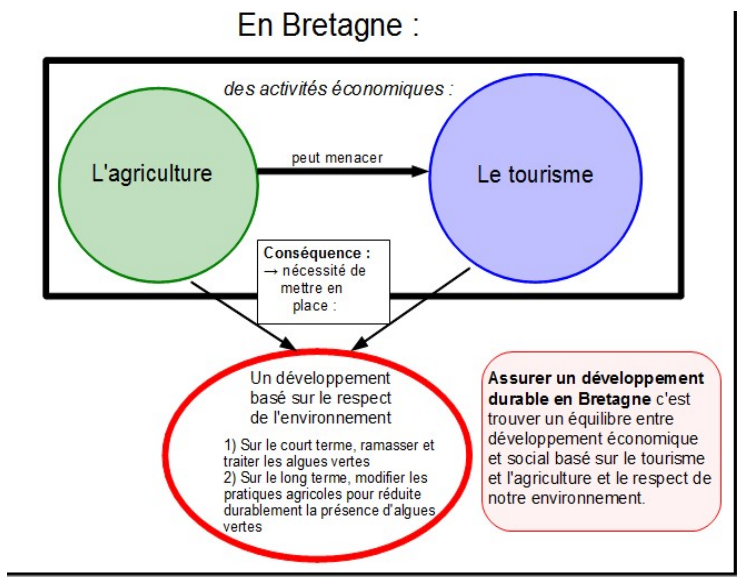 En Bretagne :
des activités économiques :
L'agriculture
peut menacer
Le tourisme
Conséquence :
→ nécessité de
mettre en
place :
Un développement
basé sur le respect
de l'environnement
1) Sur le court terme, ramasser et
traiter les algues vertes
2) Sur le long terme, modifier les
pratiques agricoles pour réduite
durablement la présence d'algues
vertes
Assurer un développement
durable en Bretagne c'est
trouver un équilibre entre
développement économique
et social basé sur le tourisme
et l'agriculture et le respect de
notre environnement.